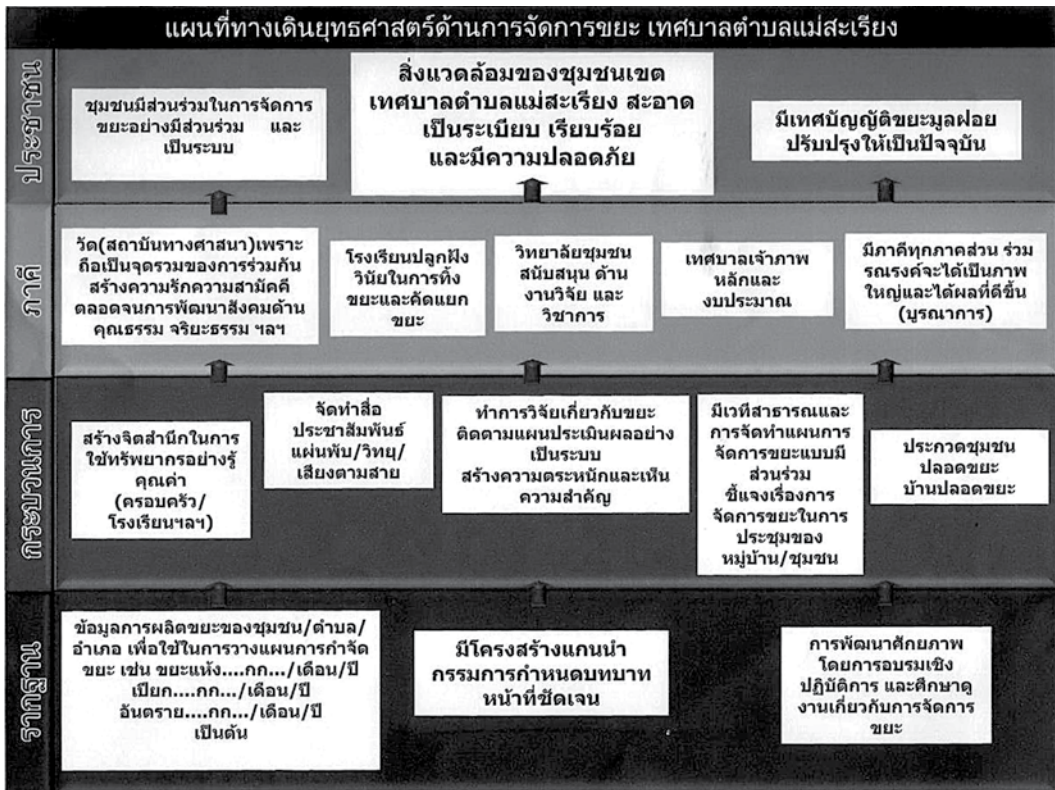 แผนที่ทางเดินยุทธศาสตร์ด้านการจัดการขยะ เทศบาลตำบลแม่สะเรียง
ประชาชน
ชุมชนมีส่วนร่วมในการจัดการ
ขยะอย่างมีส่วนร่วม และ
เป็นระบบ
สิ่งแวดล้อมของชุมชนเขต
เทศบาลตำบลแม่สะเรียง สะอาด
เป็นระเบียบ เรียบร้อย
และมีความปลอดภัย
มีเทศบัญญัติขยะมูลฝอย
ปรับปรุงให้เป็นปัจจุบัน
ภาคี
วัด(สถาบันทางศาสนา)เพราะ
ถือเป็นจุดรวมของการร่วมกัน
สร้างความรักความสามัคคี
ตลอดจนการพัฒนาสังคมด้าน
คุณธรรม จริยะธรรม ฯลฯ
โรงเรียนปลูกฝัง
วินัยในการทิ้ง
ขยะและคัดแยก
ขยะ
วิทยาลัยชุมชน
สนับสนุน ด้าน
งานวิจัย และ
วิชาการ
เทศบาลเจ้าภาพ
หลักและ
งบประมาณ
มีภาคีทุกภาคส่วน ร่วม
รณรงค์จะได้เป็นภาพ
ใหญ่และได้ผลที่ดีขึ้น
(บูรณาการ)
กระบวนการ
สร้างจิตสำนึกในการ
ใช้ทรัพยากรอย่างรู้
คุณค่า
(ครอบครัว/
โรงเรียนฯลฯ)
จัดทำสื่อ
ประชาสัมพันธ์
แผ่นพับ/วิทยุ/
เสียงตามสาย
ทำการวิจัยเกี่ยวกับขยะ
ติดตามแผนประเมินผลอย่าง
เป็นระบบ
สร้างความตระหนักและเห็น
ความสำคัญ
มีเวทีสาธารณและ
การจัดทำแผนการ
จัดการขยะแบบมี
ส่วนร่วม
ชี้แจงเรื่องการ
จัดการขยะในการ
ประชุมของ
หมู่บ้าน/ชุมชน
ประกวดชุมชน
ปลอดขยะ
บ้านปลอดขยะ
รากฐาน
ข้อมูลการผลิตขยะของชุมชน/ตำบล/
อำเภอ เพื่อใช้ในการวางแผนการกำจัด
ขยะ เช่น ขยะแห้ง....กก.../เดือน/ปี
เปียก....กก.../เดือน/ปี
อันตราย....กก.../เดือน/ปี
เป็นต้น
มีโครงสร้างแกนนำ
กรรมการกำหนดบทบาท
หน้าที่ชัดเจน
การพัฒนาศักยภาพ
โดยการอบรมเชิง
ปฏิบัติการ และศึกษาดู
งานเกี่ยวกับการจัดการ
ขยะ